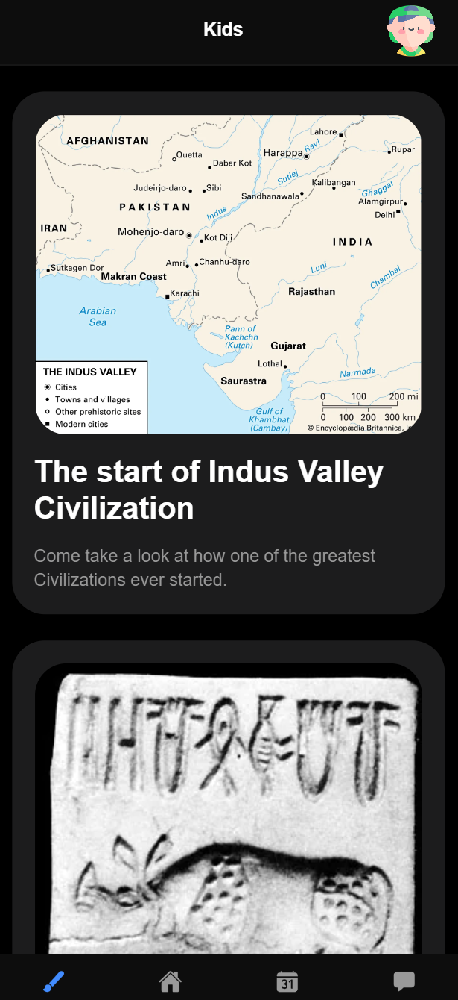 Kids
AFGHANISTAN
Lahore
Quetta
Harappa
Ravi
Rupar
Dabar Kot
Sutlej
Kalibangan
Judeirjo-daro
Sibi
Sandhanawala
Ghaggar
PAKISTAN
Alamgirpur
Indus
Delhi
IRAN
Mohenjo-daro
Kot Diji
INDIA
Amri
Chanhu-daro
Sutkagen Dor
Luni
Makran Coast
Chambal
Karachi
Rajasthan
Arabian
Sea
Rann of
Kachchh
(Kutch)
Gujarat
Lothal
THE INDUS VALLEY
Saurastra
Narmada
Cities
Towns and villages
Other prehistoric sites
Modern cities
0 100 200 mi
0 100 200 300 km
Gulf of
Khambhat
(Cambay)
© Encyclopædia Britannica,
The start of Indus Valley
Civilization
Come take a look at how one of the greatest
Civilizations ever started.
31